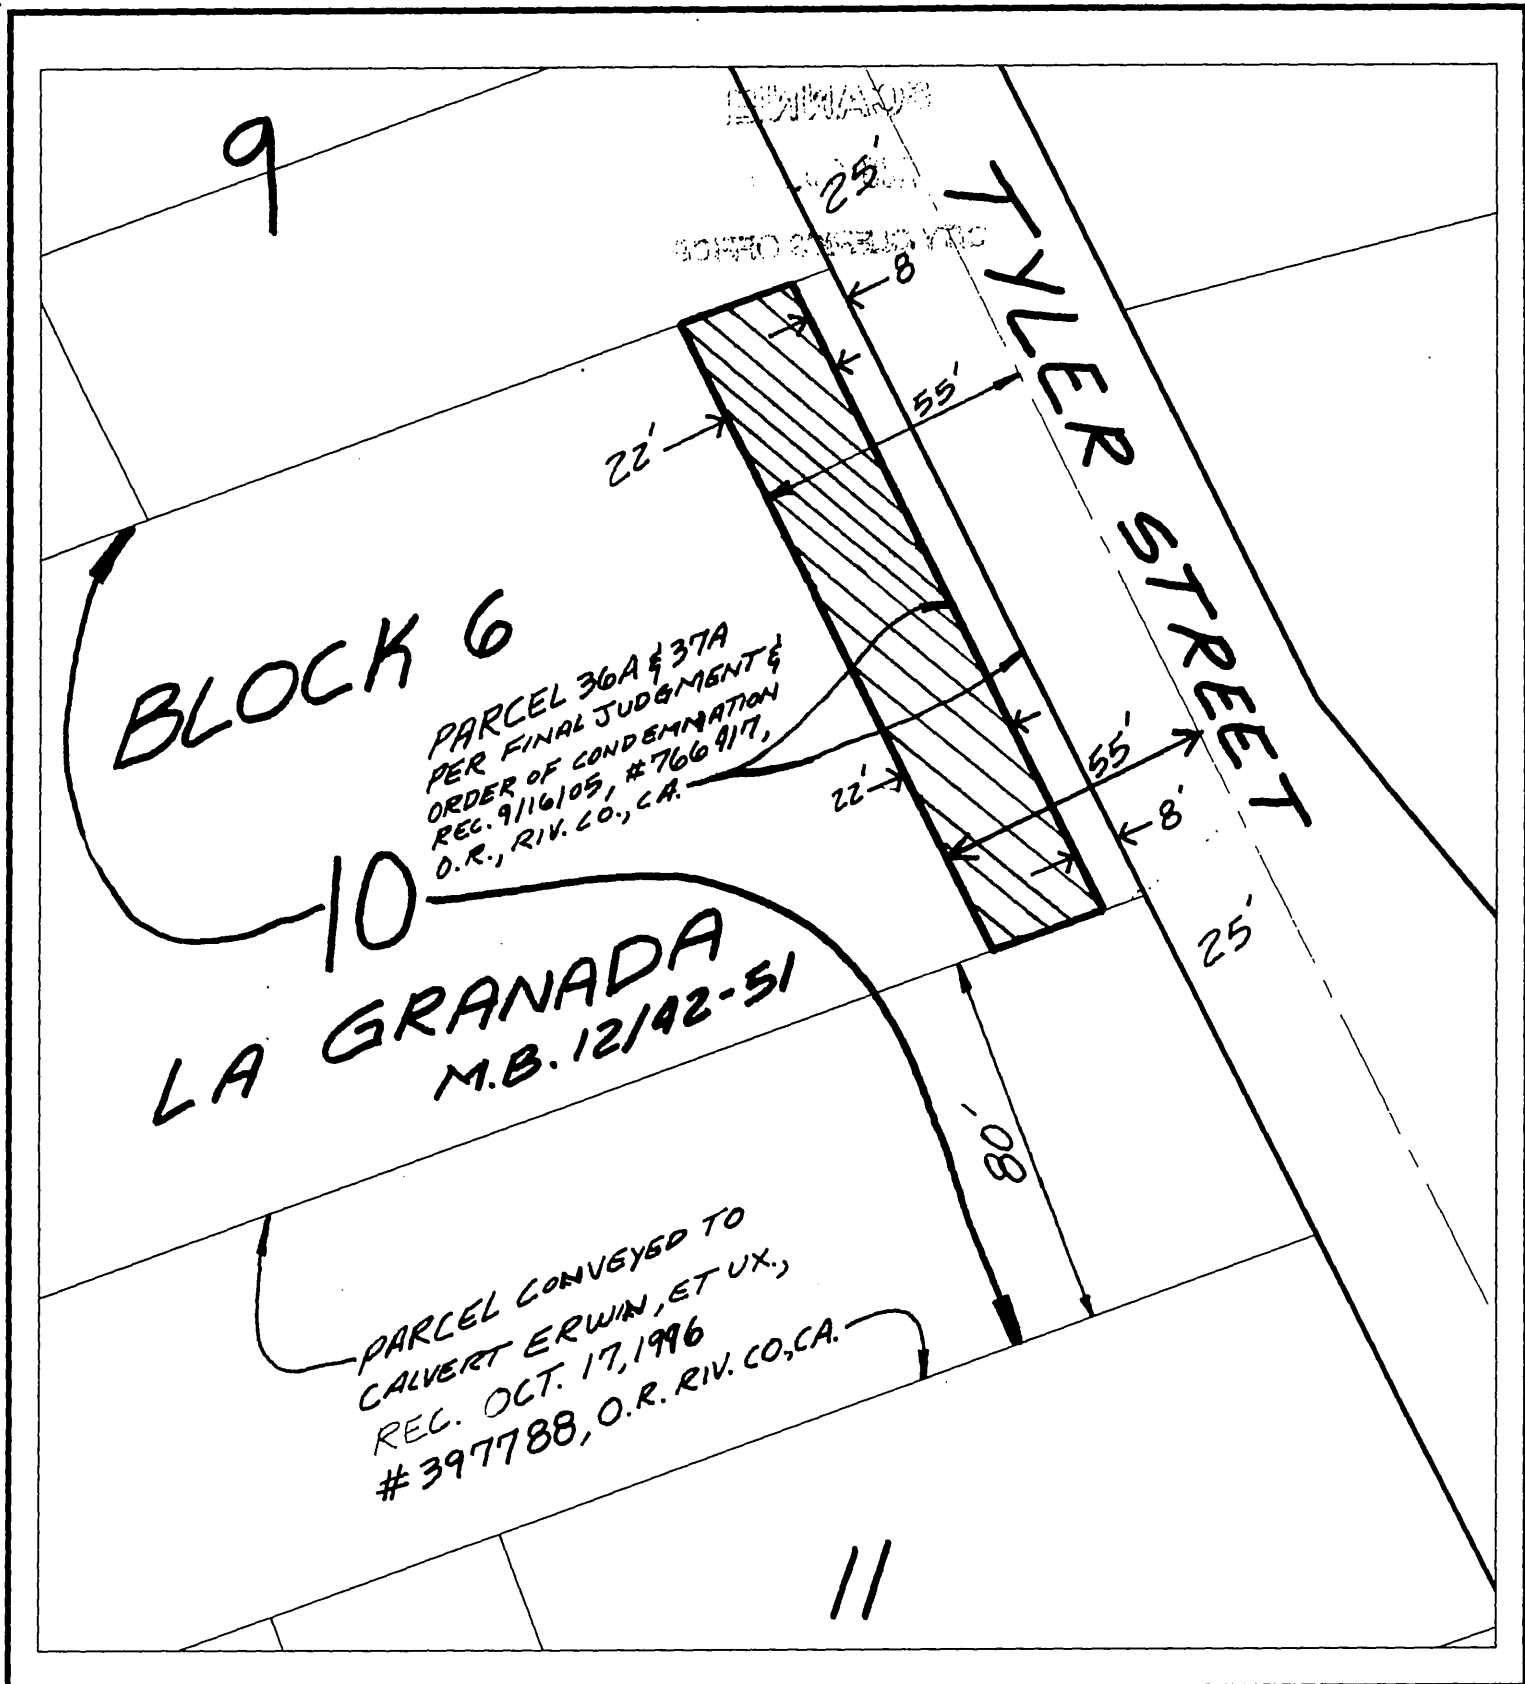 9
25'
8'
TYLER STREET
55'
22'
BLOCK 6
PARCEL 36A & 37A
PER FINAL JUDGMENT &
ORDER OF CONDEMNATION
REC. 9/16/05, #766917,
O.R., RIV. CO., CA.
22'
55'
8'
10
25'
LA GRANADA
M.B. 12/42-51
80'
PARCEL CONVEYED TO
CALVERT ERWIN, ET UX.,
REC. OCT. 17, 1996
#397788, O.R. RIV. CO., CA.
11